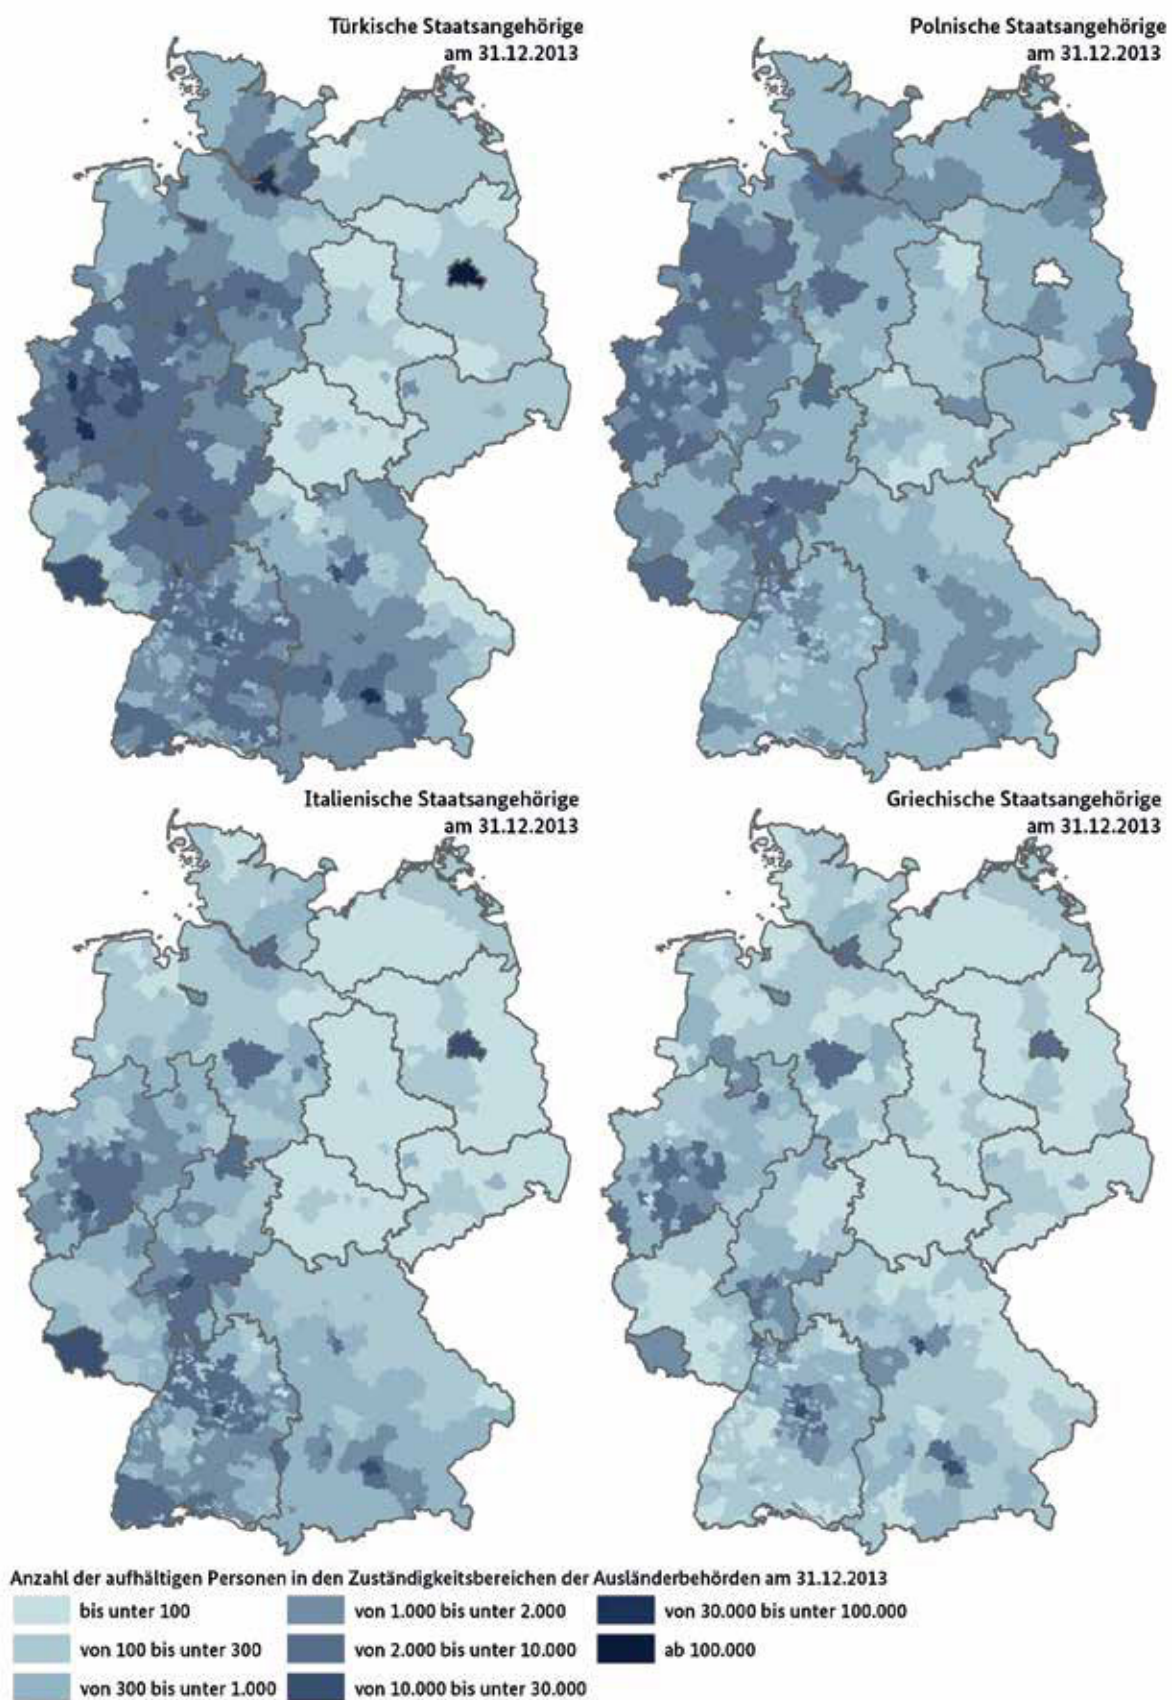 Türkische Staatsangehörige
am 31.12.2013
Polnische Staatsangehörige
am 31.12.2013
Italienische Staatsangehörige
am 31.12.2013
Griechische Staatsangehörige
am 31.12.2013
Anzahl der aufhältigen Personen in den Zuständigkeitsbereichen der Ausländerbehörden am 31.12.2013
bis unter 100
von 100 bis unter 300
von 300 bis unter 1.000
von 1.000 bis unter 2.000
von 2.000 bis unter 10.000
von 10.000 bis unter 30.000
von 30.000 bis unter 100.000
ab 100.000